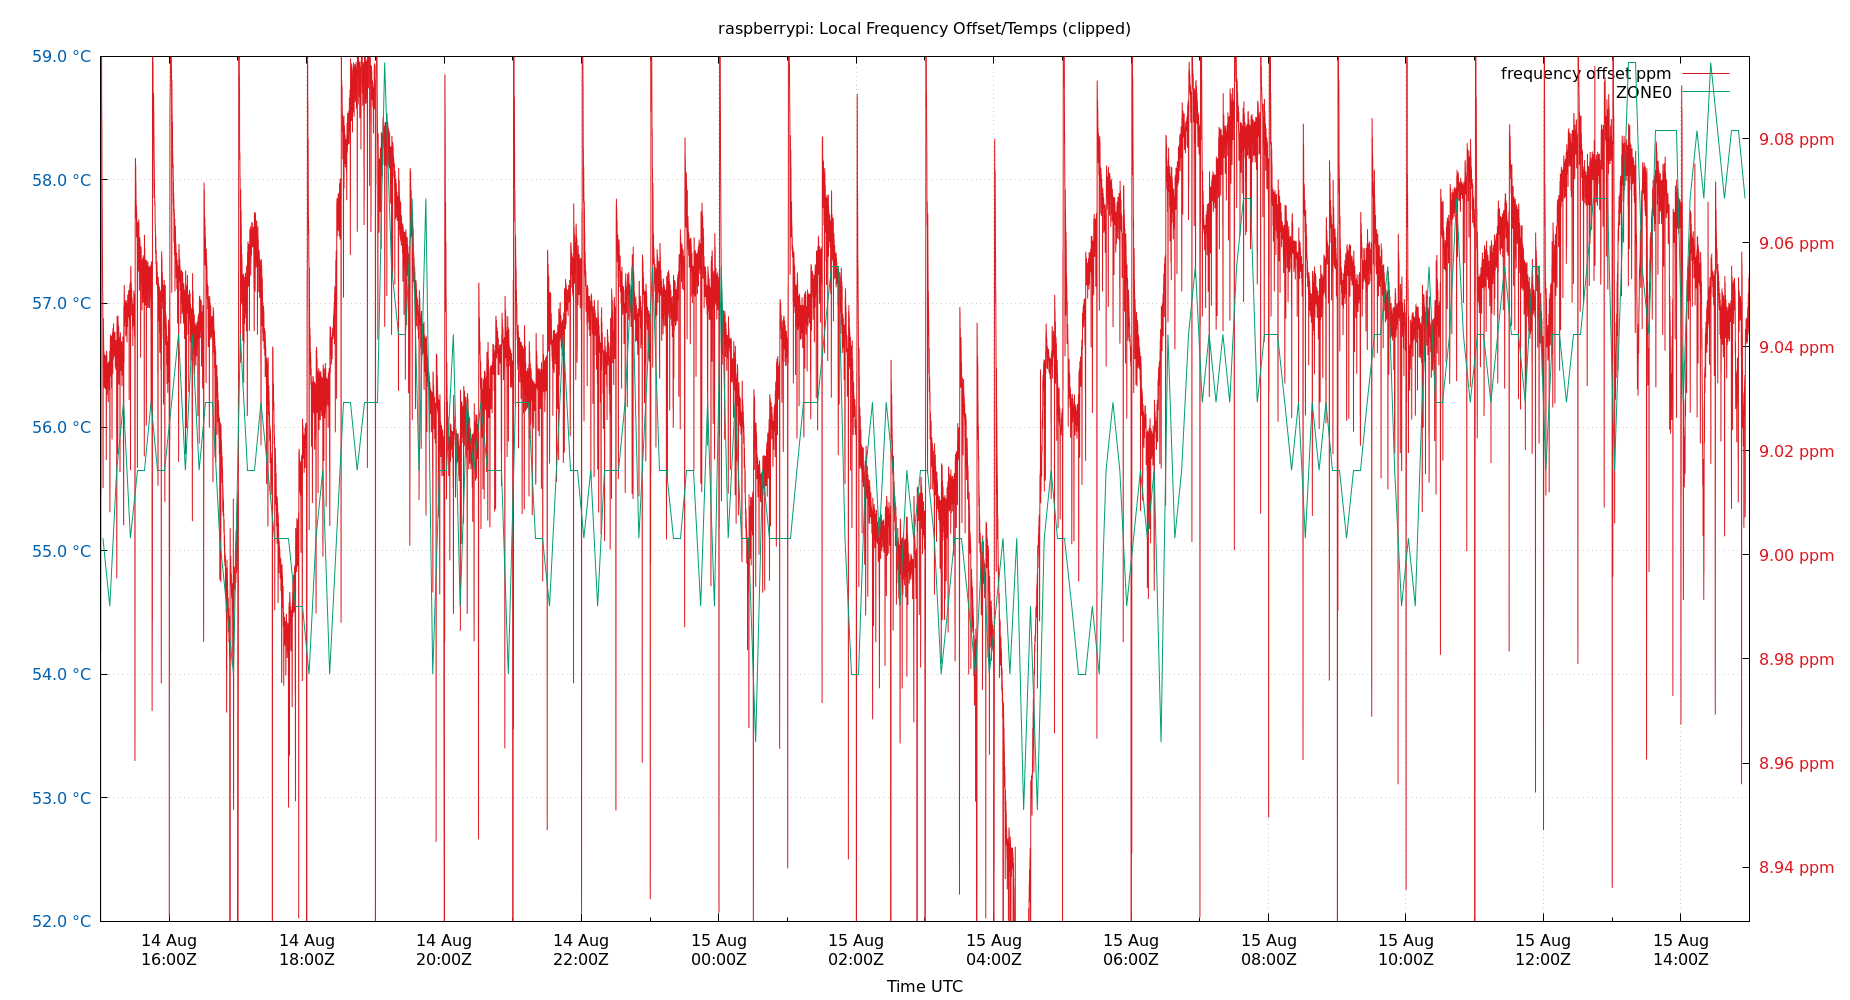 raspberrypi: Local Frequency Offset/Temps (clipped)
frequency offset ppm
ZONE0
59.0 °C
58.0 °C
57.0 °C
56.0 °C
55.0 °C
54.0 °C
53.0 °C
52.0 °C
9.08 ppm
9.06 ppm
9.04 ppm
9.02 ppm
9.00 ppm
8.98 ppm
8.96 ppm
8.94 ppm
14 Aug
16:00Z
14 Aug
18:00Z
14 Aug
20:00Z
14 Aug
22:00Z
15 Aug
00:00Z
15 Aug
02:00Z
15 Aug
04:00Z
15 Aug
06:00Z
15 Aug
08:00Z
15 Aug
10:00Z
15 Aug
12:00Z
15 Aug
14:00Z
Time UTC